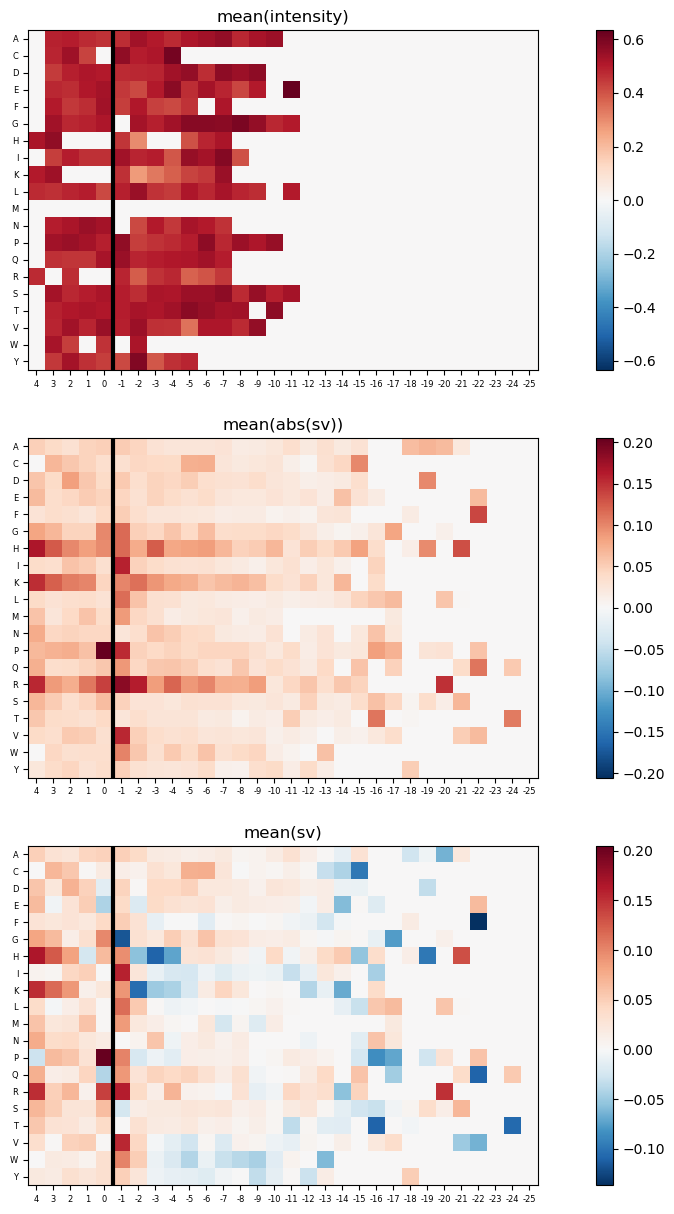 mean(intensity)
A
C
D
E
F
G
H
I
K
L
M
N
P
Q
R
S
T
V
W
Y
4 3 2 1 0 -1 -2 -3 -4 -5 -6 -7 -8 -9 -10 -11 -12 -13 -14 -15 -16 -17 -18 -19 -20 -21 -22 -23 -24 -25
0.6
0.4
0.2
0.0
−0.2
−0.4
−0.6
mean(abs(sv))
A
C
D
E
F
G
H
I
K
L
M
N
P
Q
R
S
T
V
W
Y
4 3 2 1 0 -1 -2 -3 -4 -5 -6 -7 -8 -9 -10 -11 -12 -13 -14 -15 -16 -17 -18 -19 -20 -21 -22 -23 -24 -25
0.20
0.15
0.10
0.05
0.00
−0.05
−0.10
−0.15
−0.20
mean(sv)
A
C
D
E
F
G
H
I
K
L
M
N
P
Q
R
S
T
V
W
Y
4 3 2 1 0 -1 -2 -3 -4 -5 -6 -7 -8 -9 -10 -11 -12 -13 -14 -15 -16 -17 -18 -19 -20 -21 -22 -23 -24 -25
0.20
0.15
0.10
0.05
0.00
−0.05
−0.10